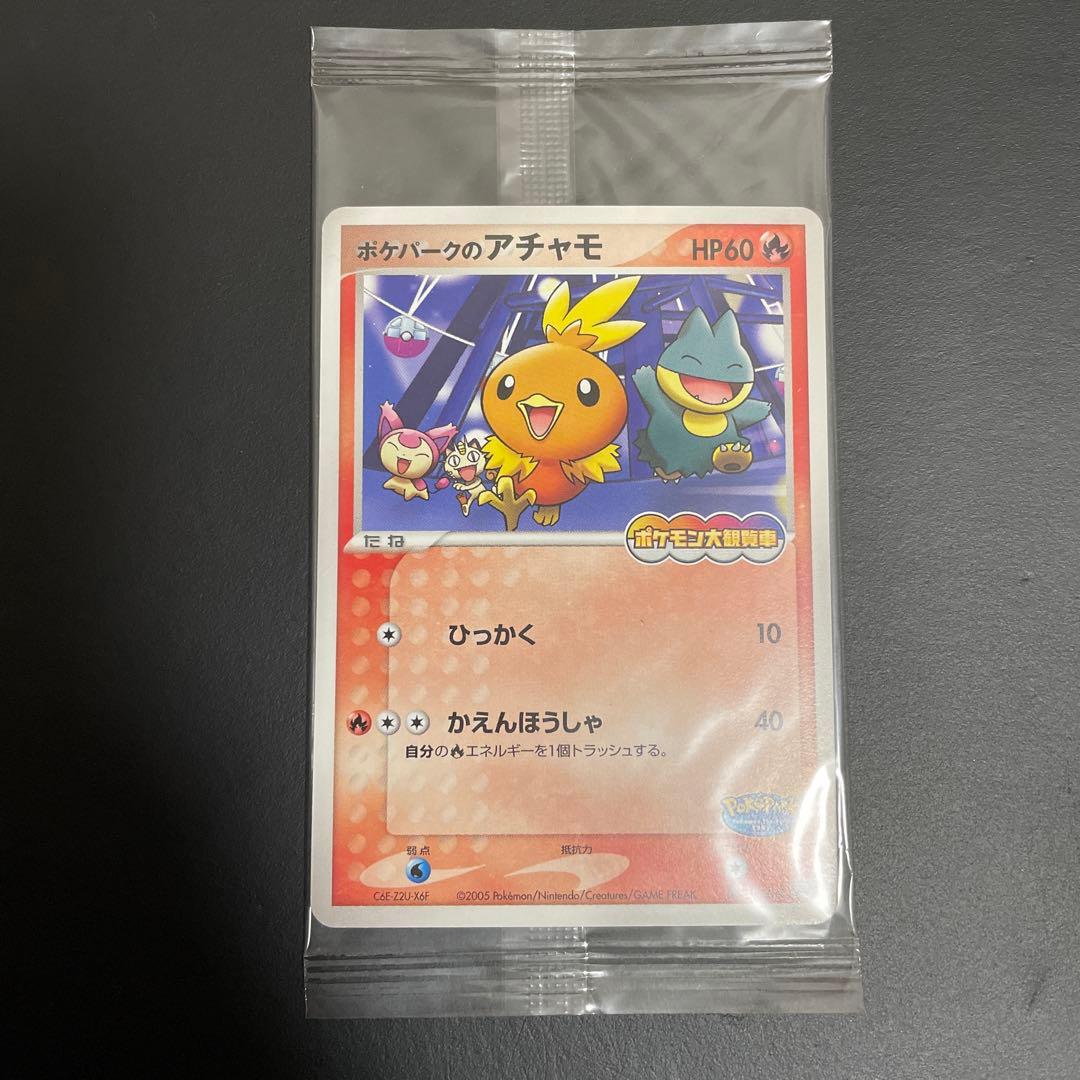 ポケパークのアチャモ HP60
たね
ポケモン大観覧車
ひっかく 10
かえんほうしゃ 40
自分の エネルギーを1個トラッシュする。
POKÉPARK
弱点 抵抗力
C6E-Z2U-X6F ©2005 Pokémon/Nintendo/Creatures/GAME FREAK